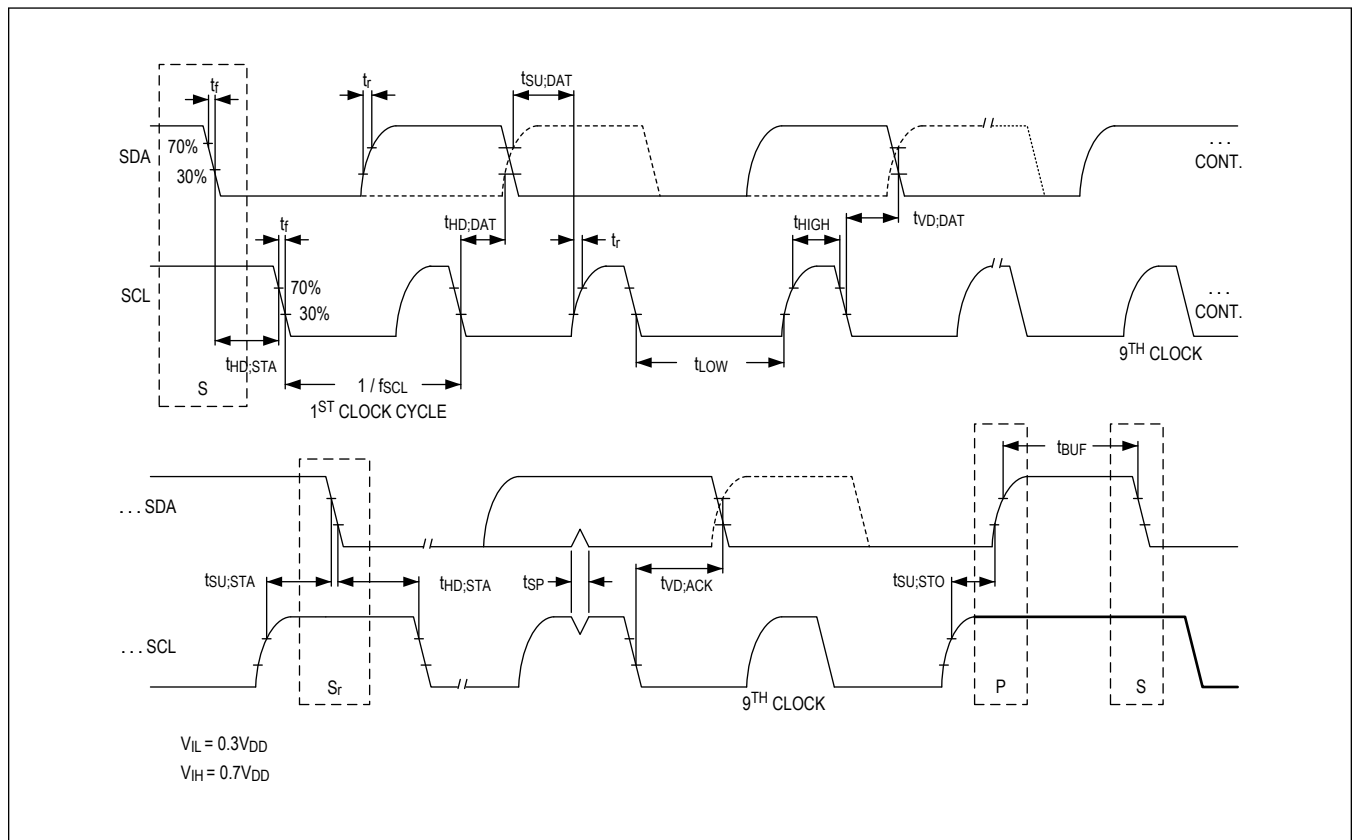 tf
tr
tSU;DAT
70%
30%
SDA
. . .
CONT.
tf
tHD;DAT
tr
tHIGH
tVD;DAT
70%
30%
SCL
. . .
CONT.
tHD;STA
S
1 / fSCL
1ST CLOCK CYCLE
tLOW
9TH CLOCK
tBUF
. . . SDA
tSU;STA
tHD;STA
tSP
tVD;ACK
tSU;STO
. . . SCL
Sr
9TH CLOCK
P
S
VIL = 0.3VDD
VIH = 0.7VDD